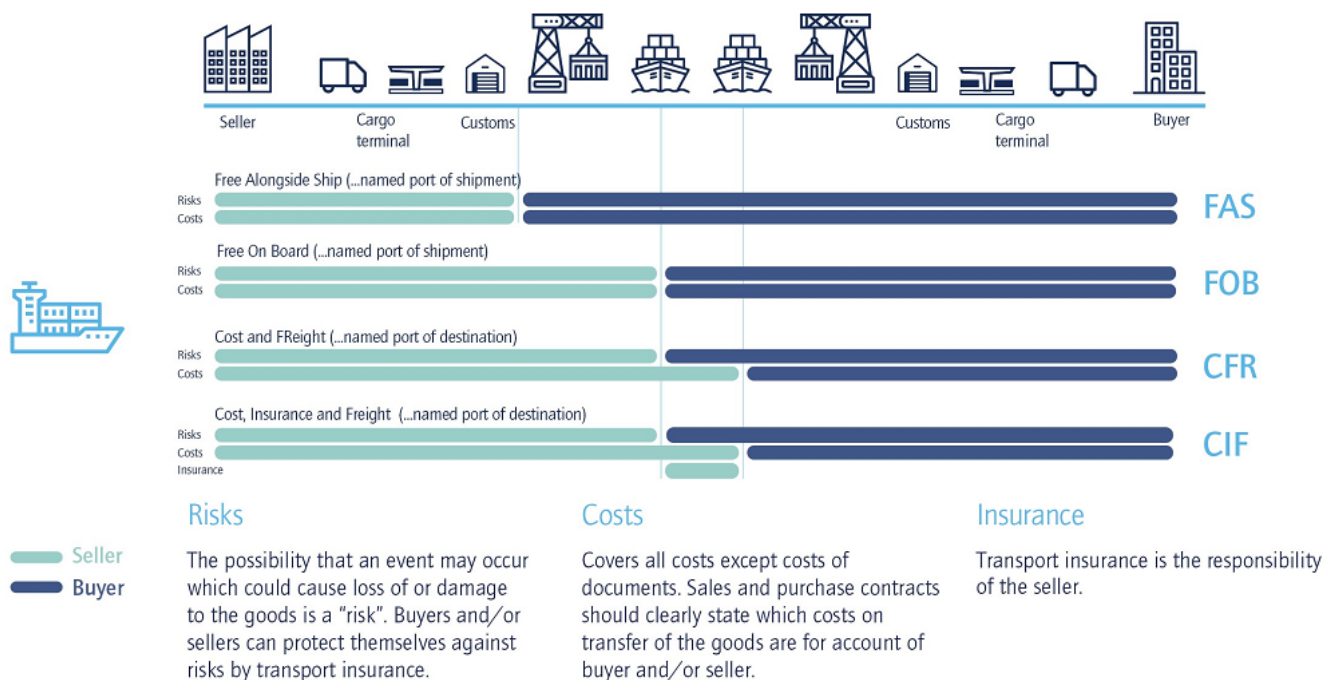 Seller
Cargo
terminal
Customs
Customs
Cargo
terminal
Buyer
Free Alongside Ship (...named port of shipment)
Risks
Costs
FAS
Free On Board (...named port of shipment)
Risks
Costs
FOB
Cost and FReight (...named port of destination)
Risks
Costs
CFR
Cost, Insurance and Freight (...named port of destination)
Risks
Costs
Insurance
CIF
Seller
Buyer
Risks
The possibility that an event may occur
which could cause loss of or damage
to the goods is a “risk”. Buyers and/or
sellers can protect themselves against
risks by transport insurance.
Costs
Covers all costs except costs of
documents. Sales and purchase contracts
should clearly state which costs on
transfer of the goods are for account of
buyer and/or seller.
Insurance
Transport insurance is the responsibility
of the seller.